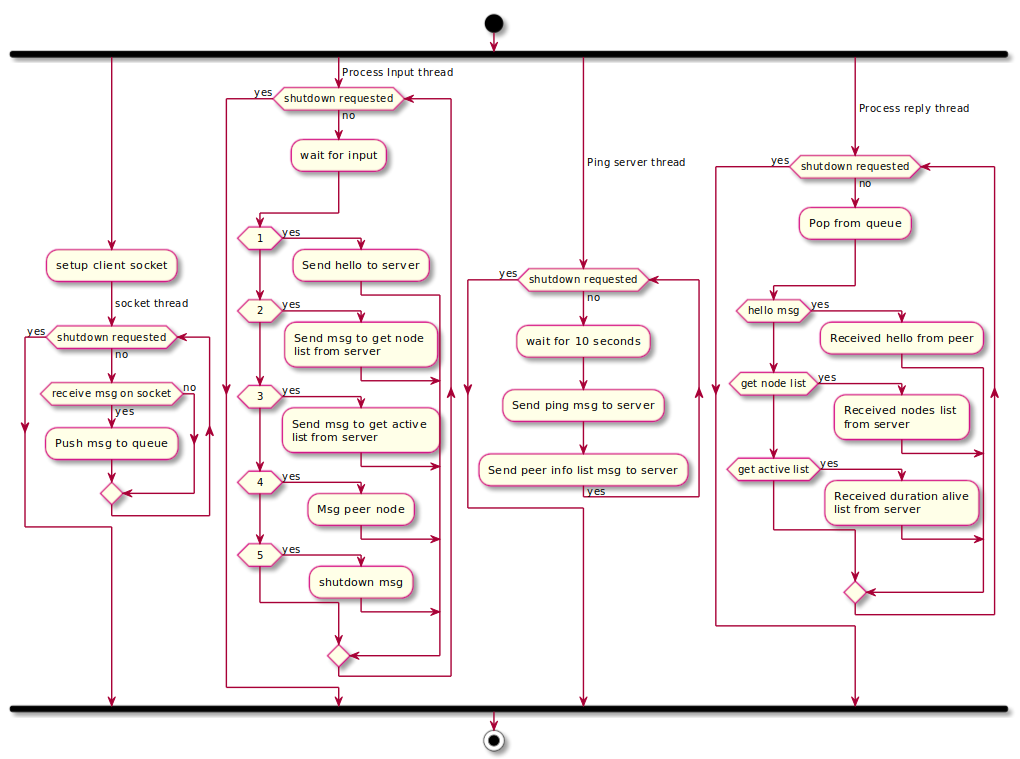 setup client socket
socket thread
shutdown requested
yes
no
receive msg on socket
no
yes
Push msg to queue
Process Input thread
shutdown requested
yes
no
wait for input
1
yes
Send hello to server
2
yes
Send msg to get node
list from server
3
yes
Send msg to get active
list from server
4
yes
Msg peer node
5
yes
shutdown msg
Ping server thread
shutdown requested
yes
no
wait for 10 seconds
Send ping msg to server
Send peer info list msg to server
yes
Process reply thread
shutdown requested
yes
no
Pop from queue
hello msg
yes
Received hello from peer
get node list
yes
Received nodes list
from server
get active list
yes
Received duration alive
list from server